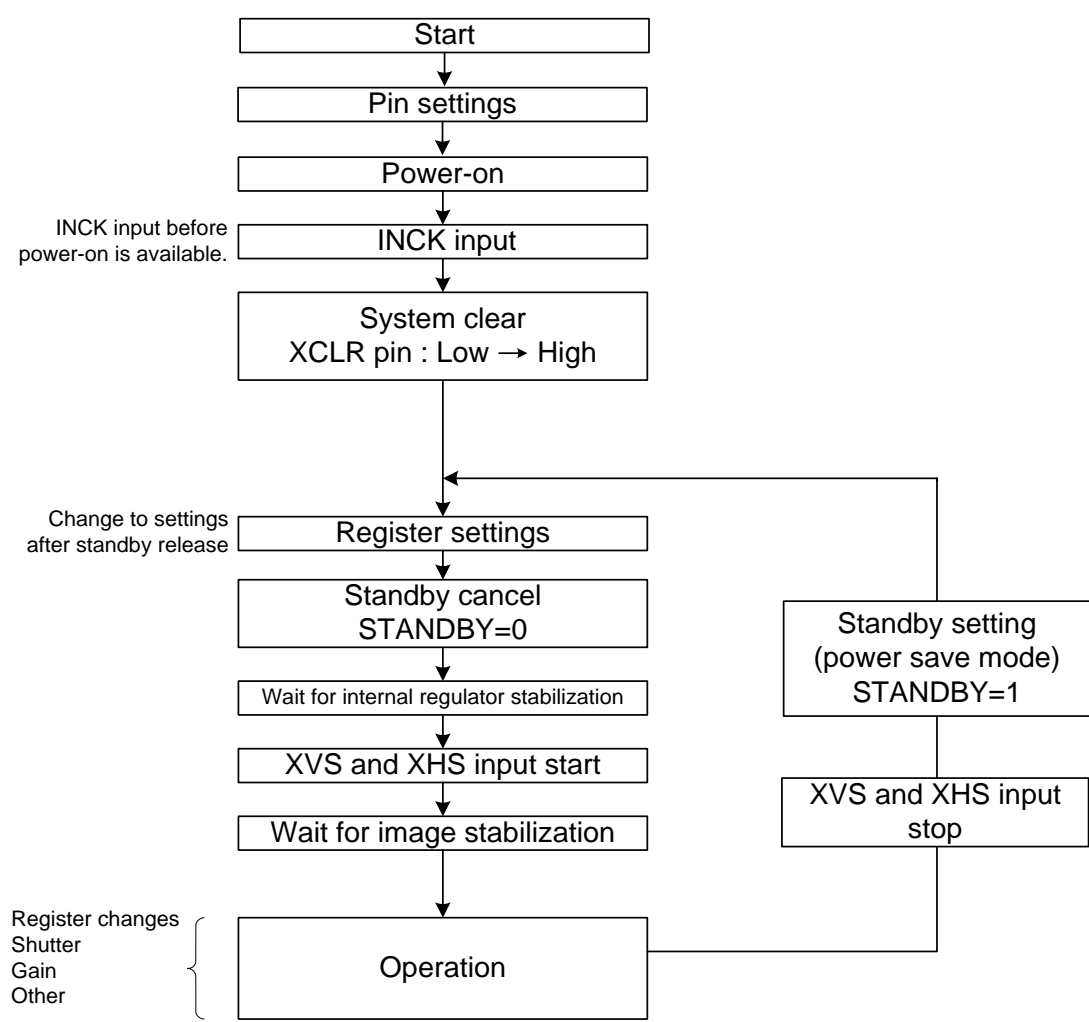 Start
Pin settings
Power-on
INCK input before
power-on is available.
INCK input
System clear
XCLR pin : Low → High
Change to settings
after standby release
Register settings
Standby cancel
STANDBY=0
Wait for internal regulator stabilization
XVS and XHS input start
Wait for image stabilization
Register changes
Shutter
Gain
Other
Operation
Standby setting
(power save mode)
STANDBY=1
XVS and XHS input
stop